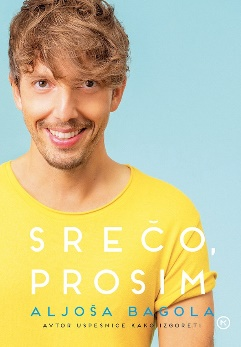 SREČO,
PROSIM
ALJOŠA BAGOLA
AVTOR USPEŠNICE KAKO IZGORETI